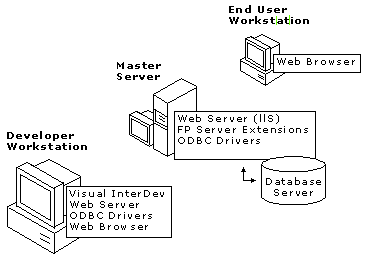 End User
Workstation
Web Browser
Master
Server
Web Server (IIS)
FP Server Extensions
ODBC Drivers
Developer
Workstation
Visual InterDev
Web Server
ODBC Drivers
Web Browser
Database
Server